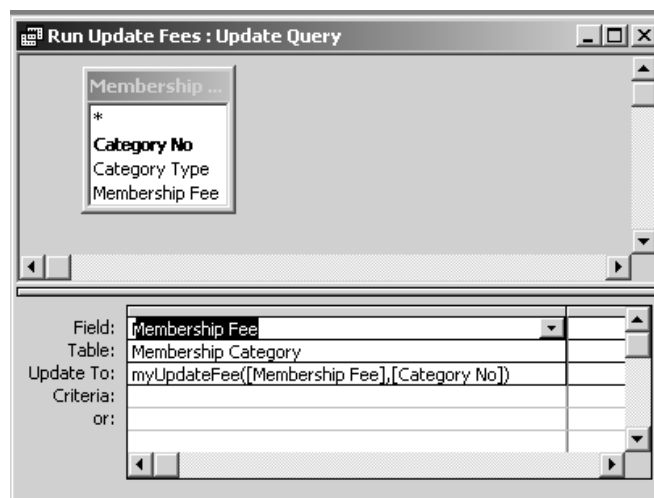 Run Update Fees : Update Query
Membership ...
*
Category No
Category Type
Membership Fee
Field: Membership Fee
Table: Membership Category
Update To: myUpdateFee([Membership Fee],[Category No])
Criteria:
or: